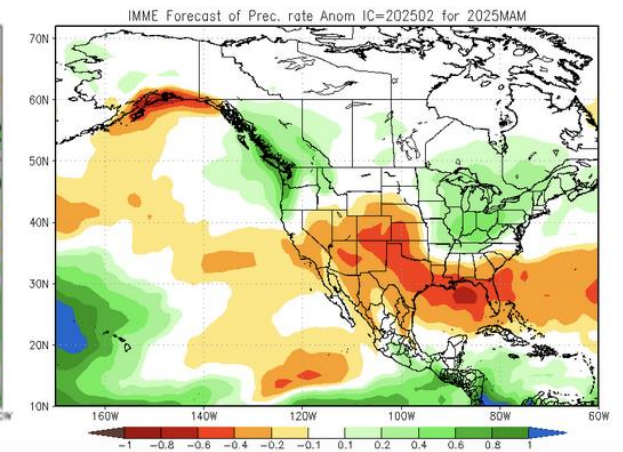 IMME Forecast of Prec. rate Anom IC=202502 for 2025MAM
70N
60N
50N
40N
30N
20N
10N
160W 140W 120W 100W 80W 60W
-1 -0.8 -0.6 -0.4 -0.2 -0.1 0.1 0.2 0.4 0.6 0.8 1